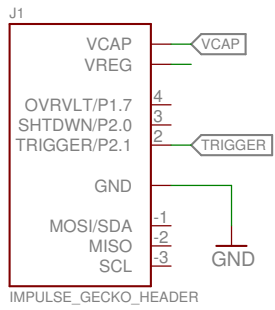 J1
VCAP VCAP
VREG
OVRVLT/P1.7 4
SHTDWN/P2.0 3
TRIGGER/P2.1 2 TRIGGER
GND
MOSI/SDA -1
MISO -2
SCL -3
GND
IMPULSE_GECKO_HEADER